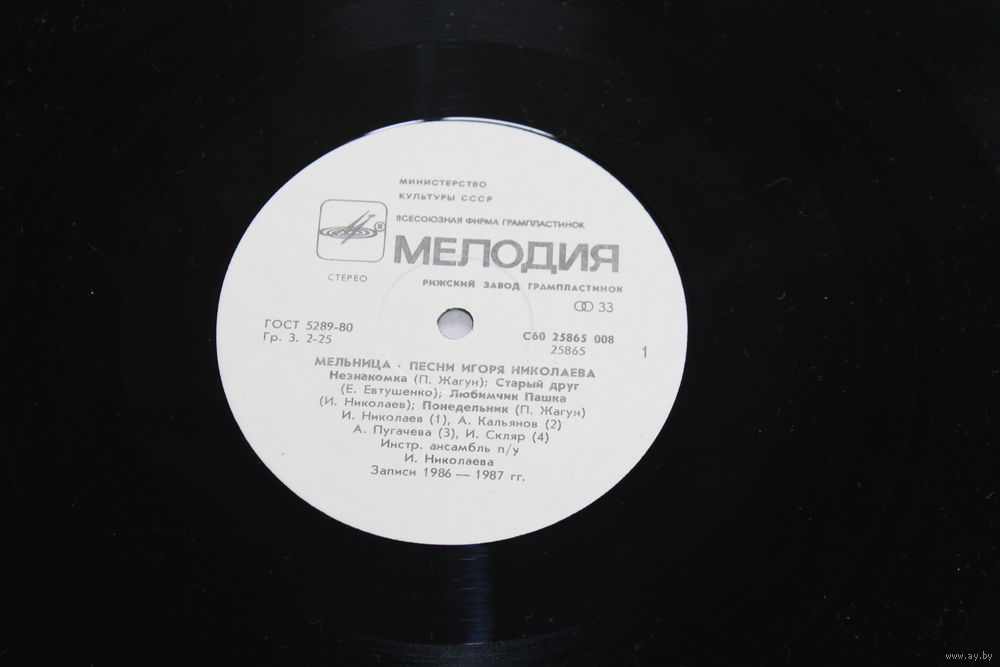 МИНИСТЕРСТВО
КУЛЬТУРЫ СССР
ВСЕСОЮЗНАЯ ФИРМА ГРАМПЛАСТИНОК
®
МЕЛОДИЯ
СТЕРЕО
РИЖСКИЙ ЗАВОД ГРАМПЛАСТИНОК
33
ГОСТ 5289-80
Гр. 3. 2-25
С60 25865 008
25865
1
МЕЛЬНИЦА · ПЕСНИ ИГОРЯ НИКОЛАЕВА
Незнакомка (П. Жагун); Старый друг
(Е. Евтушенко); Любимчик Пашка
(И. Николаев); Понедельник (П. Жагун)
И. Николаев (1), А. Кальянов (2)
А. Пугачева (3), И. Скляр (4)
Инстр. ансамбль п/у
И. Николаева
Записи 1986 — 1987 гг.
www.ay.by